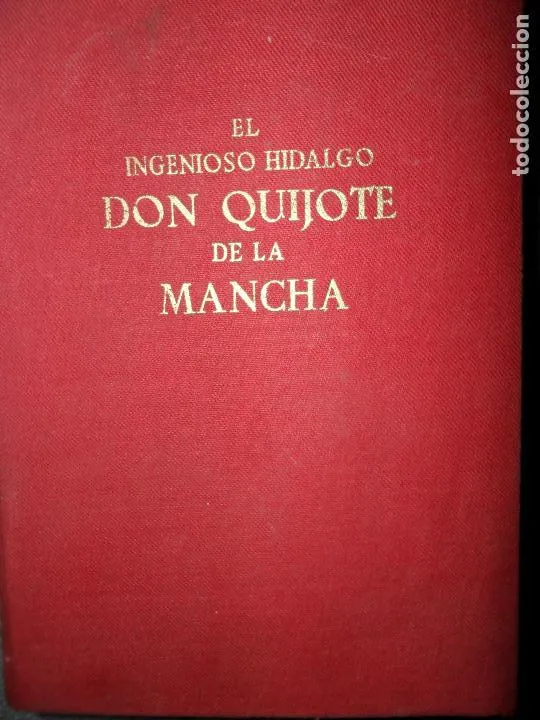 EL
INGENIOSO HIDALGO
DON QUIJOTE
DE LA
MANCHA
todocoleccion